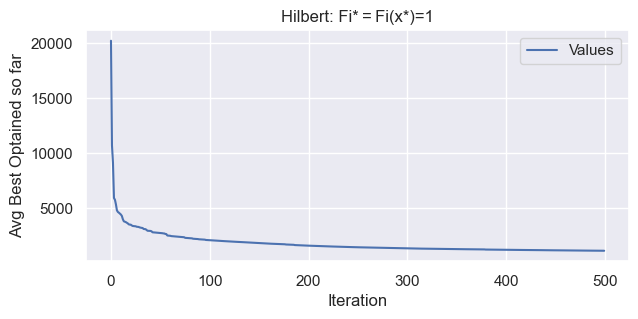 Hilbert: Fi* = Fi(x*)=1
Values
Avg Best Optained so far
20000
15000
10000
5000
0
100
200
300
400
500
Iteration